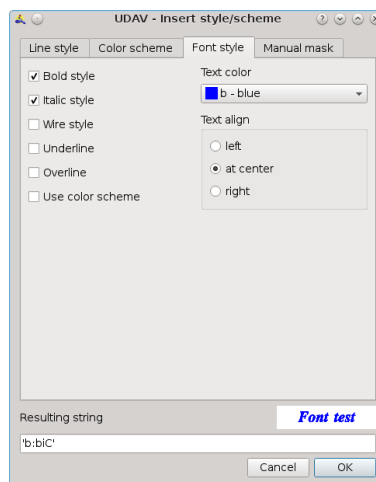 UDAV - Insert style/scheme
Line style Color scheme Font style Manual mask
Bold style
Italic style
Wire style
Underline
Overline
Use color scheme
Text color
b - blue
Text align
left
at center
right
Resulting string
Font test
'b:biC'
Cancel OK